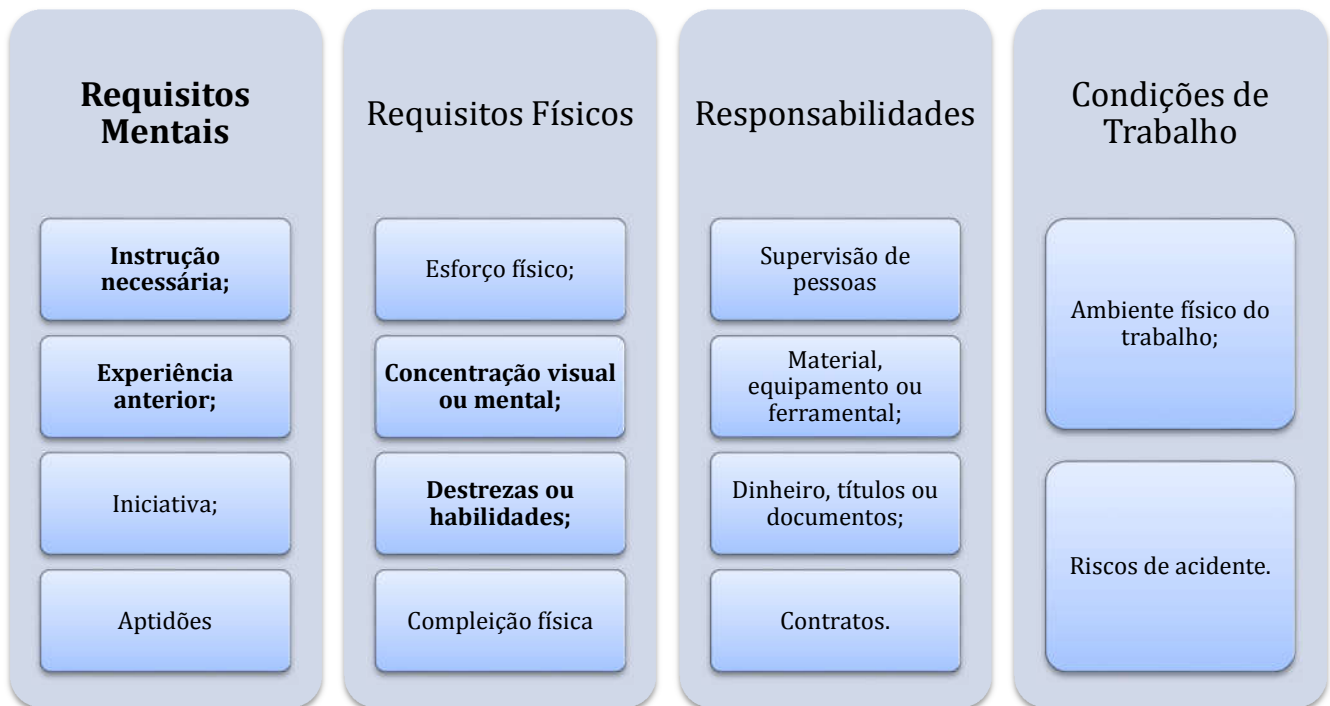 Requisitos
Mentais
Instrução
necessária;
Experiência
anterior;
Iniciativa;
Aptidões
Requisitos Físicos
Esforço físico;
Concentração visual
ou mental;
Destrezas ou
habilidades;
Compleição física
Responsabilidades
Supervisão de
pessoas
Material,
equipamento ou
ferramental;
Dinheiro, títulos ou
documentos;
Contratos.
Condições de
Trabalho
Ambiente físico do
trabalho;
Riscos de acidente.